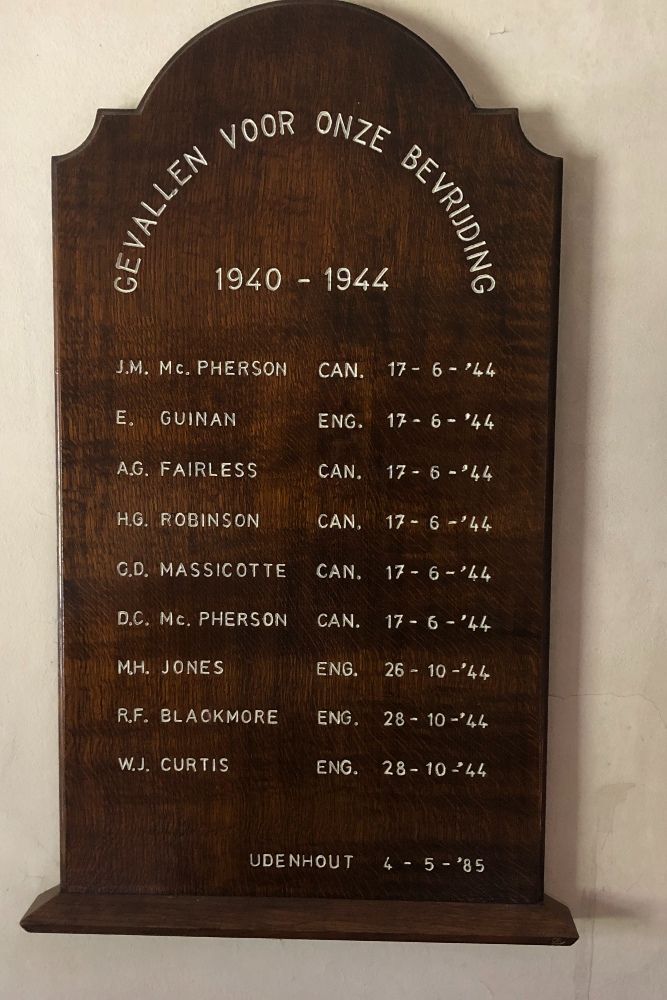 GEVALLEN VOOR ONZE BEVRIJDING
1940 - 1944
J.M. Mc. PHERSON CAN. 17 - 6 - '44
E. GUINAN ENG. 17 - 6 - '44
A.G. FAIRLESS CAN. 17 - 6 - '44
H.G. ROBINSON CAN. 17 - 6 - '44
G.D. MASSICOTTE CAN. 17 - 6 - '44
D.C. Mc. PHERSON CAN. 17 - 6 - '44
M.H. JONES ENG. 26 - 10 - '44
R.F. BLACKMORE ENG. 28 - 10 - '44
W.J. CURTIS ENG. 28 - 10 - '44
UDENHOUT 4 - 5 - '85